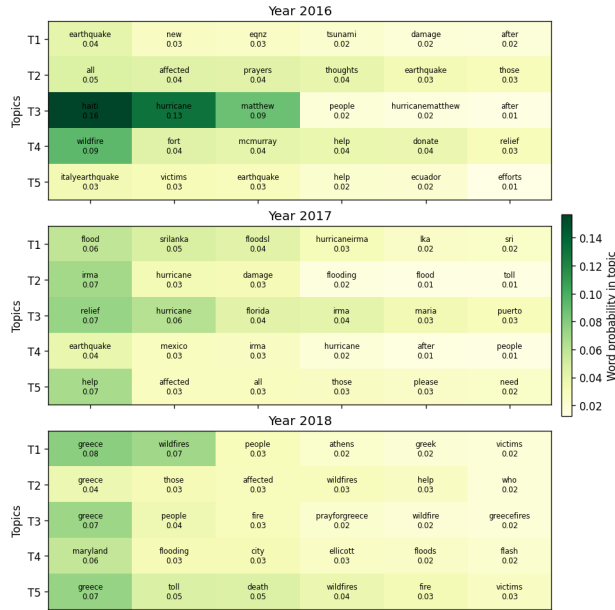 Year 2016
Topics
T1 earthquake new eqnz tsunami damage after
0.04 0.03 0.03 0.02 0.02 0.02
T2 all affected prayers thoughts earthquake those
0.05 0.04 0.04 0.04 0.03 0.03
T3 haiti hurricane matthew people hurricanematthew after
0.16 0.13 0.09 0.02 0.02 0.01
T4 wildfire fort mcmurray help donate relief
0.09 0.04 0.04 0.04 0.04 0.03
T5 italyearthquake victims earthquake help ecuador efforts
0.03 0.03 0.03 0.02 0.02 0.01
Year 2017
Topics
T1 flood srilanka floodsl hurricaneirma lka sri
0.06 0.05 0.04 0.03 0.02 0.02
T2 irma hurricane damage flooding flood toll
0.07 0.03 0.03 0.02 0.01 0.01
T3 relief hurricane florida irma maria puerto
0.07 0.06 0.04 0.04 0.03 0.03
T4 earthquake mexico irma hurricane after people
0.04 0.03 0.03 0.02 0.01 0.01
T5 help affected all those please need
0.07 0.03 0.03 0.03 0.03 0.02
Year 2018
Topics
T1 greece wildfires people athens greek victims
0.08 0.07 0.03 0.02 0.02 0.02
T2 greece those affected wildfires help who
0.04 0.03 0.03 0.03 0.03 0.02
T3 greece people fire prayforgreece wildfire greecefires
0.07 0.04 0.03 0.02 0.02 0.02
T4 maryland flooding city ellicott floods flash
0.06 0.03 0.03 0.02 0.02 0.02
T5 greece toll death wildfires fire victims
0.07 0.05 0.05 0.04 0.03 0.03
0.14
0.12
0.10
0.08
0.06
0.04
0.02
Word probability in topic